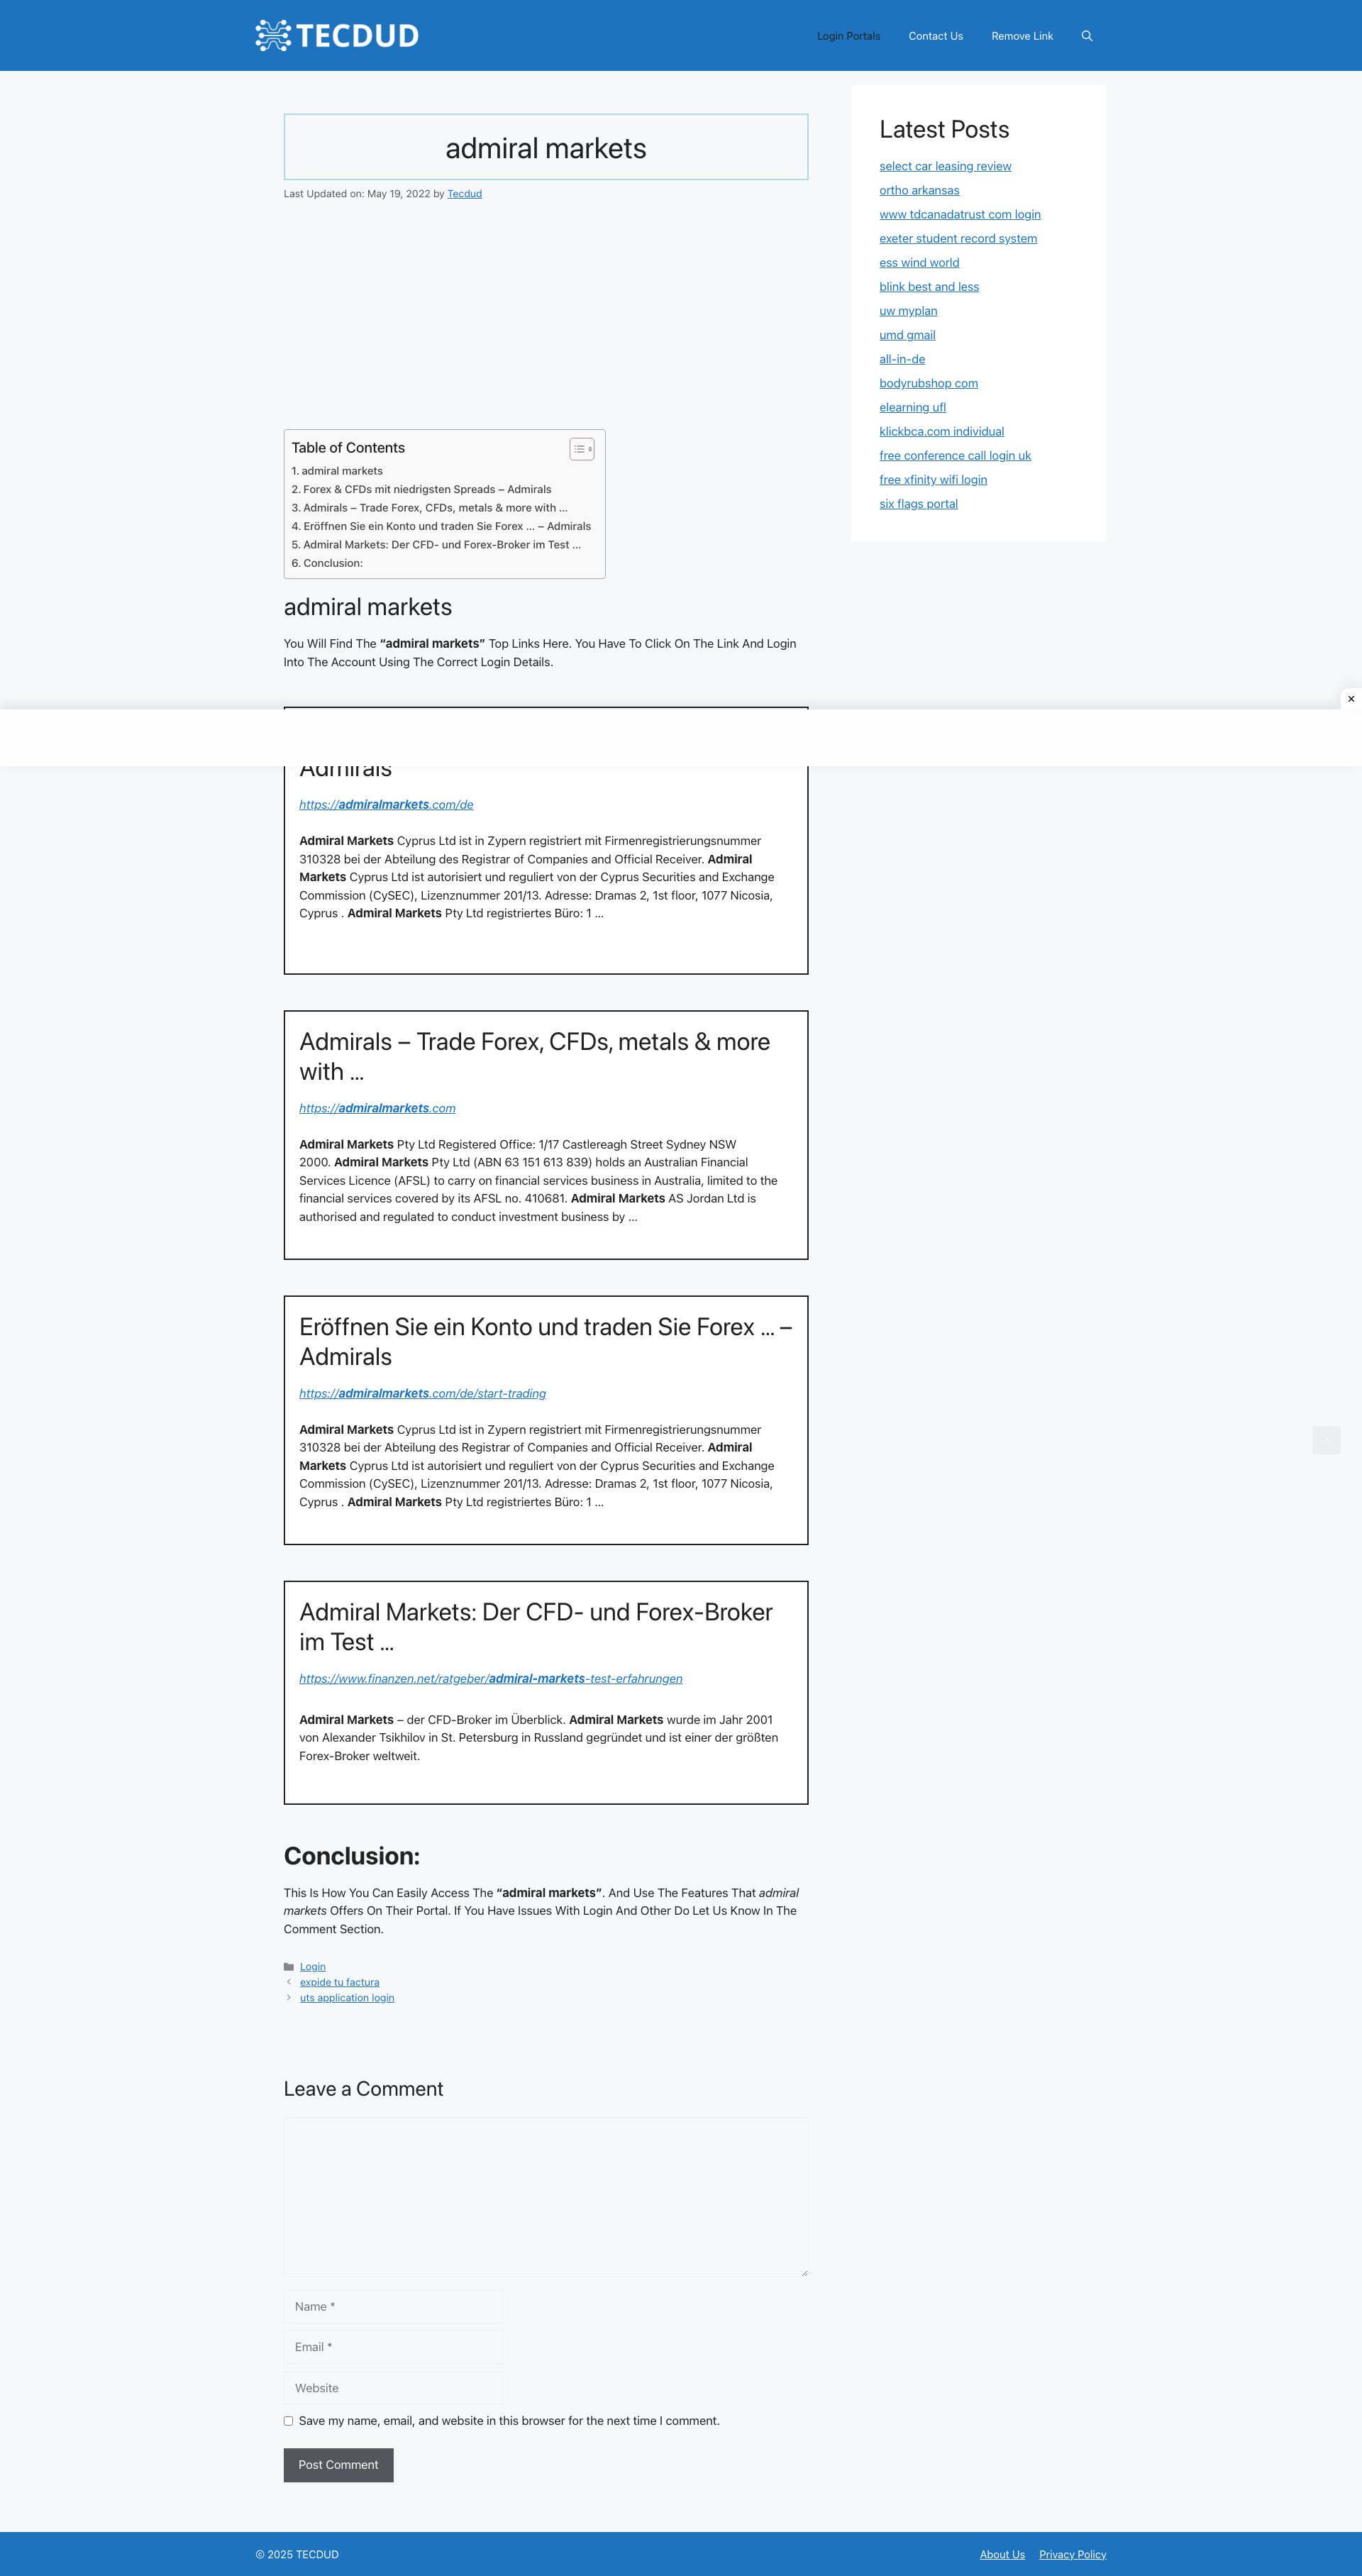 TECDUD
Login Portals
Contact Us
Remove Link
admiral markets
Last Updated on: May 19, 2022 by Tecdud
Table of Contents
1. admiral markets
2. Forex & CFDs mit niedrigsten Spreads – Admirals
3. Admirals – Trade Forex, CFDs, metals & more with …
4. Eröffnen Sie ein Konto und traden Sie Forex … – Admirals
5. Admiral Markets: Der CFD- und Forex-Broker im Test …
6. Conclusion:
admiral markets
You Will Find The “admiral markets” Top Links Here. You Have To Click On The Link And Login
Into The Account Using The Correct Login Details.
Admirals
https://admiralmarkets.com/de
Admiral Markets Cyprus Ltd ist in Zypern registriert mit Firmenregistrierungsnummer
310328 bei der Abteilung des Registrar of Companies and Official Receiver. Admiral
Markets Cyprus Ltd ist autorisiert und reguliert von der Cyprus Securities and Exchange
Commission (CySEC), Lizenznummer 201/13. Adresse: Dramas 2, 1st floor, 1077 Nicosia,
Cyprus . Admiral Markets Pty Ltd registriertes Büro: 1 …
Admirals – Trade Forex, CFDs, metals & more
with …
https://admiralmarkets.com
Admiral Markets Pty Ltd Registered Office: 1/17 Castlereagh Street Sydney NSW
2000. Admiral Markets Pty Ltd (ABN 63 151 613 839) holds an Australian Financial
Services Licence (AFSL) to carry on financial services business in Australia, limited to the
financial services covered by its AFSL no. 410681. Admiral Markets AS Jordan Ltd is
authorised and regulated to conduct investment business by …
Eröffnen Sie ein Konto und traden Sie Forex … –
Admirals
https://admiralmarkets.com/de/start-trading
Admiral Markets Cyprus Ltd ist in Zypern registriert mit Firmenregistrierungsnummer
310328 bei der Abteilung des Registrar of Companies and Official Receiver. Admiral
Markets Cyprus Ltd ist autorisiert und reguliert von der Cyprus Securities and Exchange
Commission (CySEC), Lizenznummer 201/13. Adresse: Dramas 2, 1st floor, 1077 Nicosia,
Cyprus . Admiral Markets Pty Ltd registriertes Büro: 1 …
Admiral Markets: Der CFD- und Forex-Broker
im Test …
https://www.finanzen.net/ratgeber/admiral-markets-test-erfahrungen
Admiral Markets – der CFD-Broker im Überblick. Admiral Markets wurde im Jahr 2001
von Alexander Tsikhilov in St. Petersburg in Russland gegründet und ist einer der größten
Forex-Broker weltweit.
Conclusion:
This Is How You Can Easily Access The “admiral markets”. And Use The Features That admiral
markets Offers On Their Portal. If You Have Issues With Login And Other Do Let Us Know In The
Comment Section.
Login
expide tu factura
uts application login
Leave a Comment
Name *
Email *
Website
Save my name, email, and website in this browser for the next time I comment.
Post Comment
Latest Posts
select car leasing review
ortho arkansas
www tdcanadatrust com login
exeter student record system
ess wind world
blink best and less
uw myplan
umd gmail
all-in-de
bodyrubshop com
elearning ufl
klickbca.com individual
free conference call login uk
free xfinity wifi login
six flags portal
© 2025 TECDUD
About Us
Privacy Policy